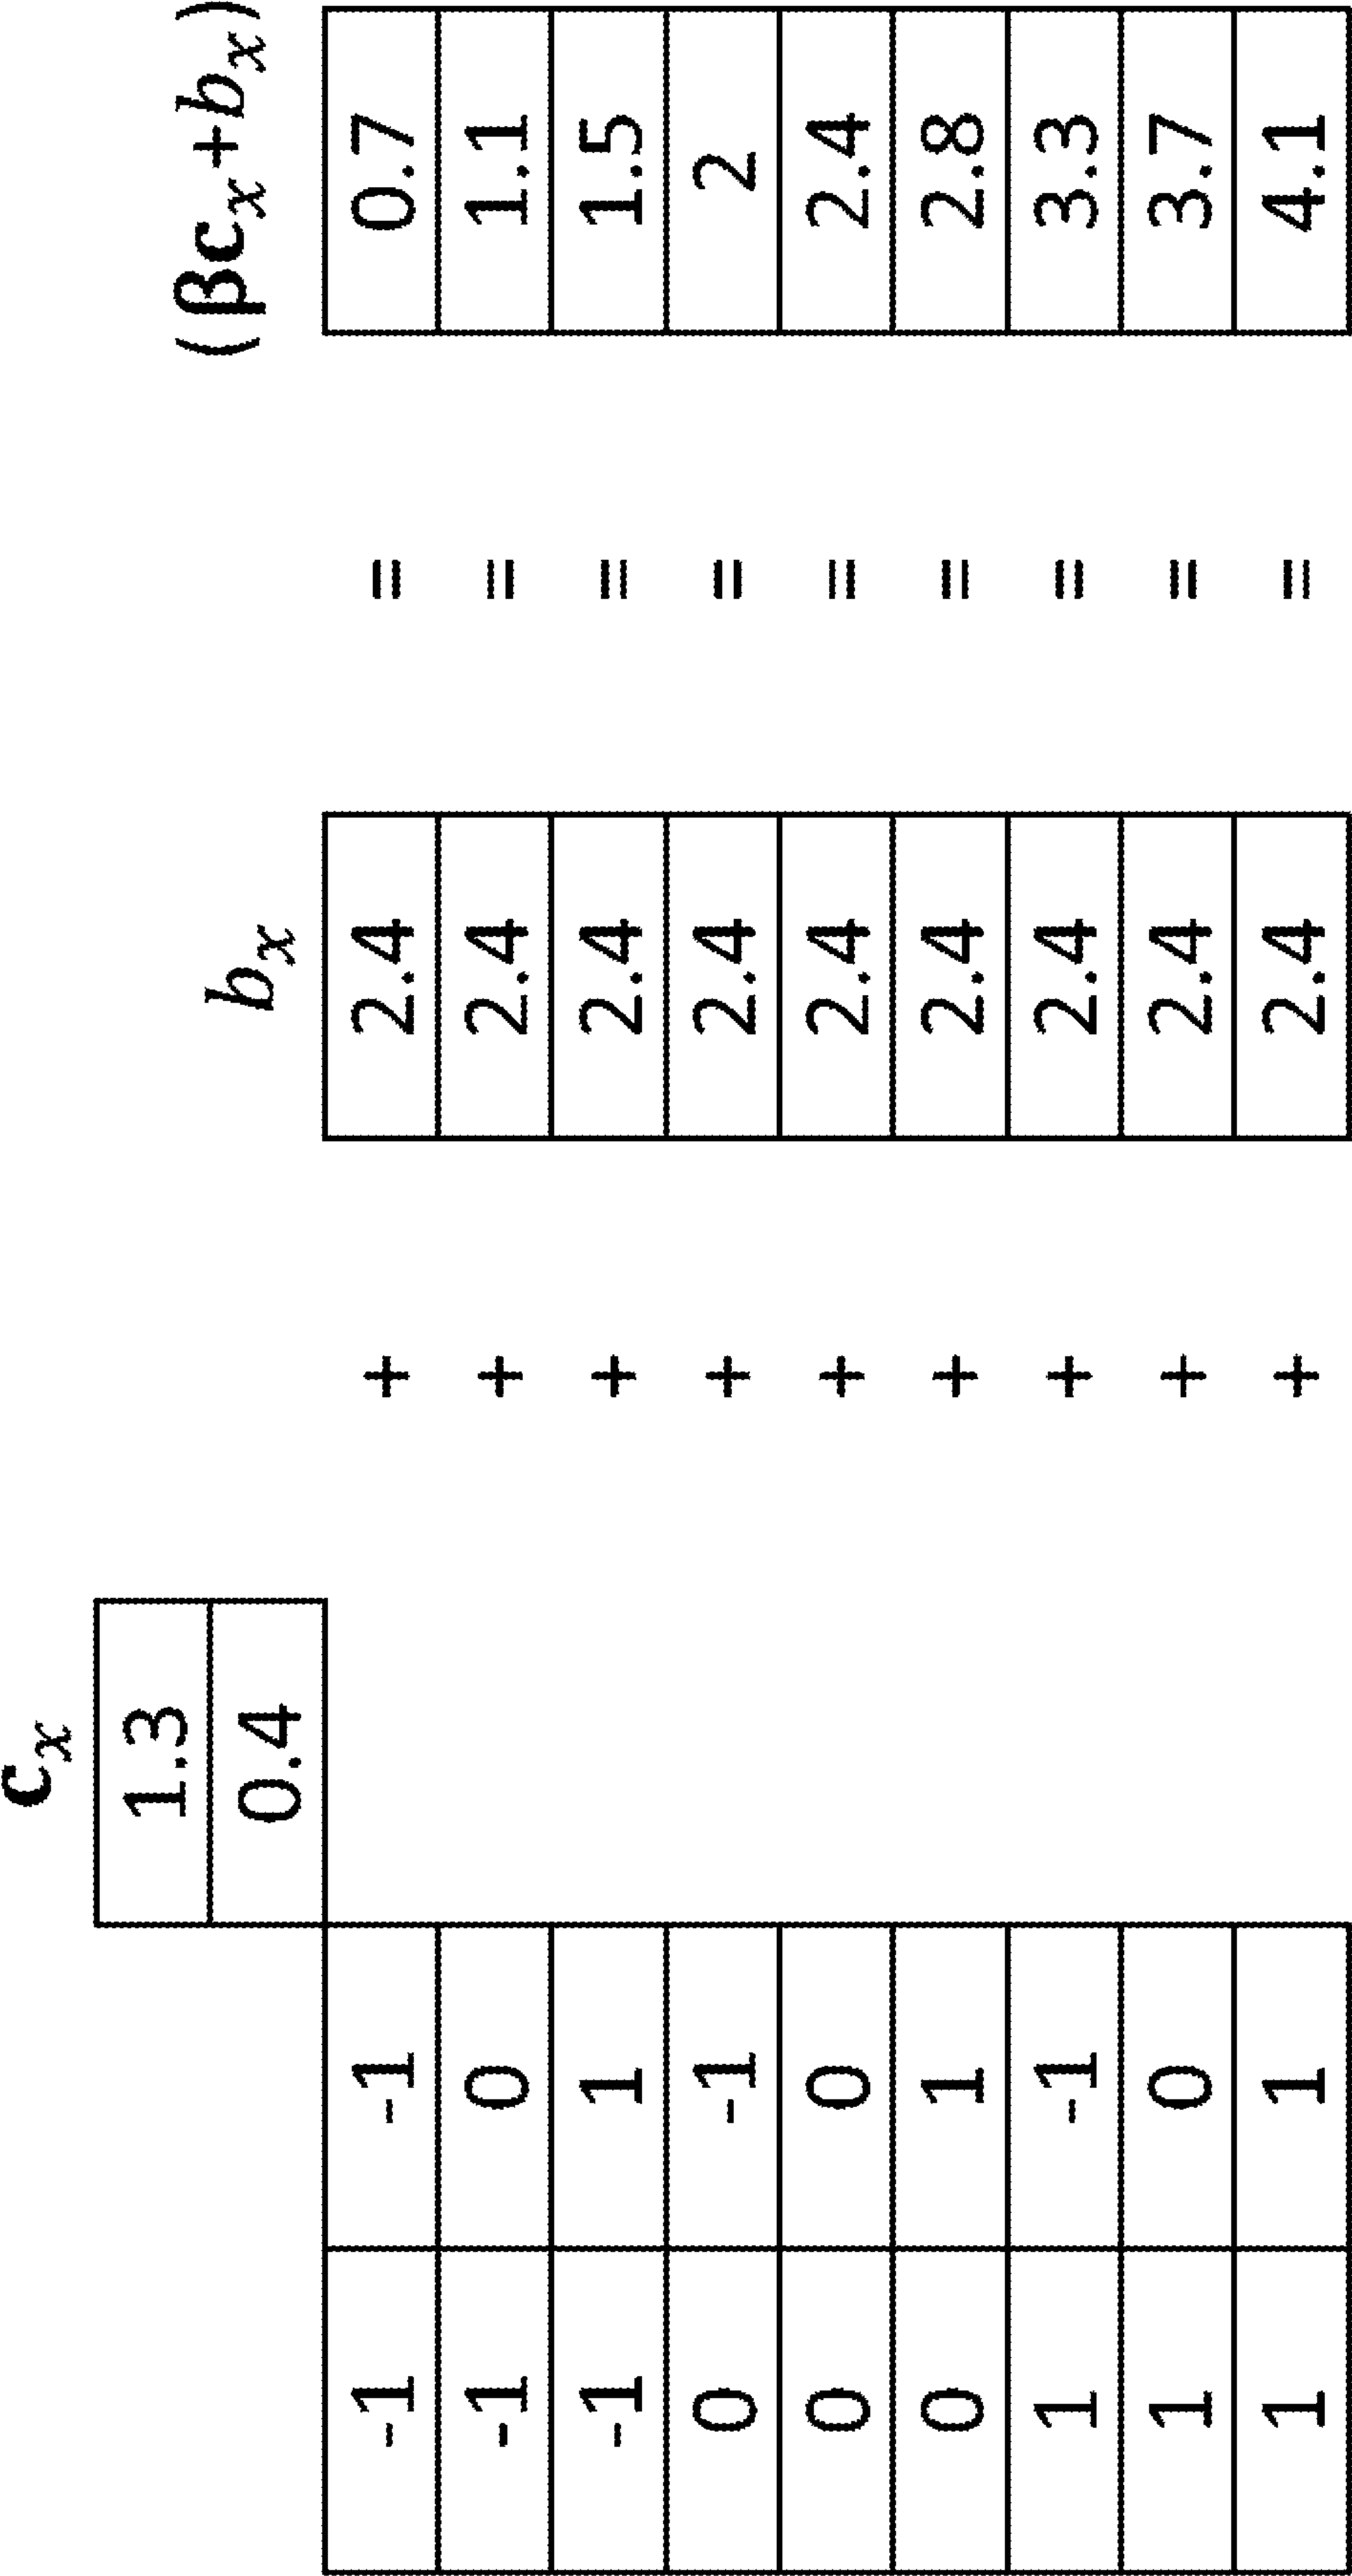 c_x
1.3
0.4
b_x (βc_x+b_x)
-1 -1 + 2.4 = 0.7
-1 0 + 2.4 = 1.1
-1 1 + 2.4 = 1.5
0 -1 + 2.4 = 2
0 0 + 2.4 = 2.4
0 1 + 2.4 = 2.8
1 -1 + 2.4 = 3.3
1 0 + 2.4 = 3.7
1 1 + 2.4 = 4.1